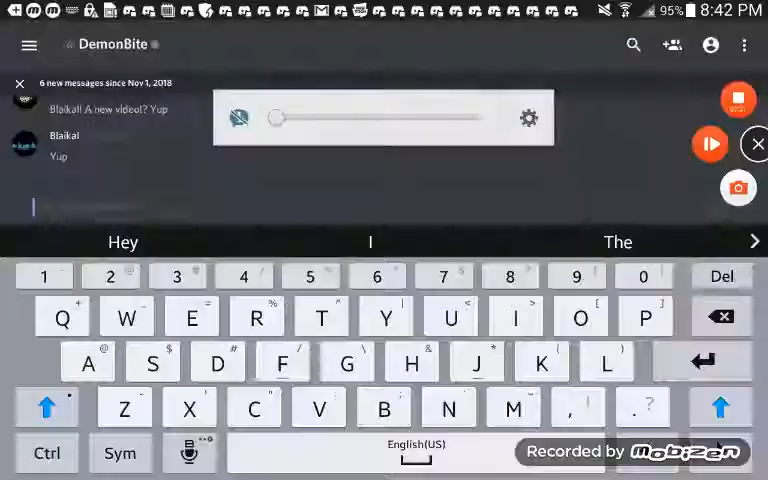 95% 8:42 PM
DemonBite
6 new messages since Nov 1, 2018
Blaikal! A new video!? Yup
Blaikal
Yup
Hey I The
1 2 @ 3 # 4 / 5 6 7 8 9 0 Del
Q + W _ E = R % T ^ Y | U < I > O [ P ]
A @ S $ D # F / G \ H & J * K ( L )
Z X C V B N M , ! . ?
Ctrl Sym English(US)
Recorded by mobizen